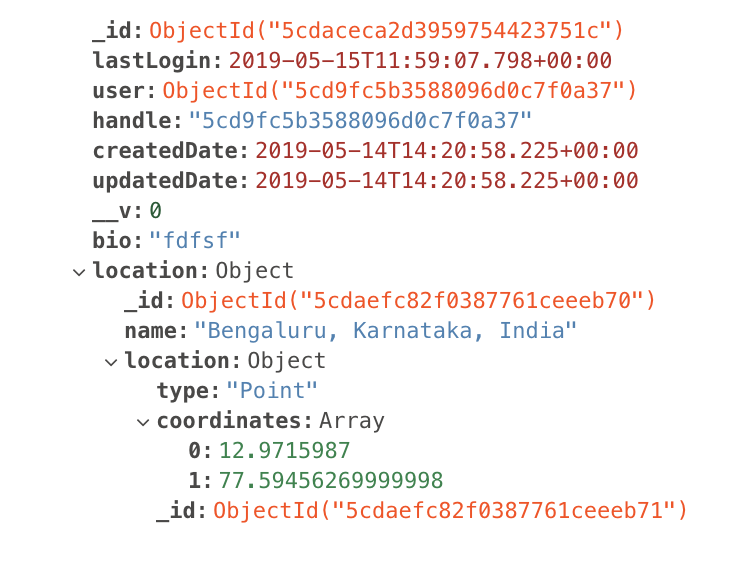 _id: ObjectId("5cdaceca2d3959754423751c")
lastLogin: 2019-05-15T11:59:07.798+00:00
user: ObjectId("5cd9fc5b3588096d0c7f0a37")
handle: "5cd9fc5b3588096d0c7f0a37"
createdDate: 2019-05-14T14:20:58.225+00:00
updatedDate: 2019-05-14T14:20:58.225+00:00
__v: 0
bio: "fdfsf"
location: Object
_id: ObjectId("5cdaefc82f0387761ceeeb70")
name: "Bengaluru, Karnataka, India"
location: Object
type: "Point"
coordinates: Array
0: 12.9715987
1: 77.59456269999998
_id: ObjectId("5cdaefc82f0387761ceeeb71")